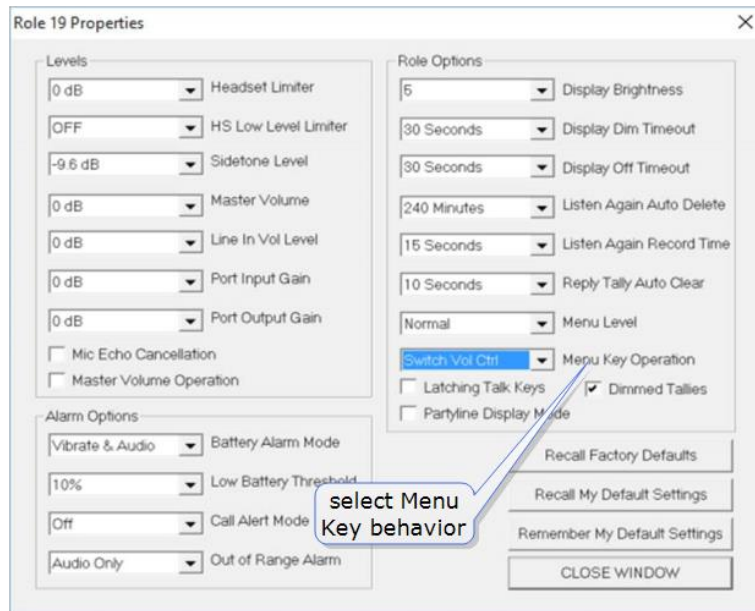 Role 19 Properties
Levels
0 dB Headset Limiter
OFF HS Low Level Limiter
-9.6 dB Sidetone Level
0 dB Master Volume
0 dB Line In Vol Level
0 dB Port Input Gain
0 dB Port Output Gain
Mic Echo Cancellation
Master Volume Operation
Alarm Options
Vibrate & Audio Battery Alarm Mode
10% Low Battery Threshold
Off Call Alert Mode
Audio Only Out of Range Alarm
Role Options
5 Display Brightness
30 Seconds Display Dim Timeout
30 Seconds Display Off Timeout
240 Minutes Listen Again Auto Delete
15 Seconds Listen Again Record Time
10 Seconds Reply Tally Auto Clear
Normal Menu Level
Switch Vol Ctrl Menu Key Operation
Latching Talk Keys Dimmed Tallies
Partyline Display Mode
select Menu
Key behavior
Recall Factory Defaults
Recall My Default Settings
Remember My Default Settings
CLOSE WINDOW